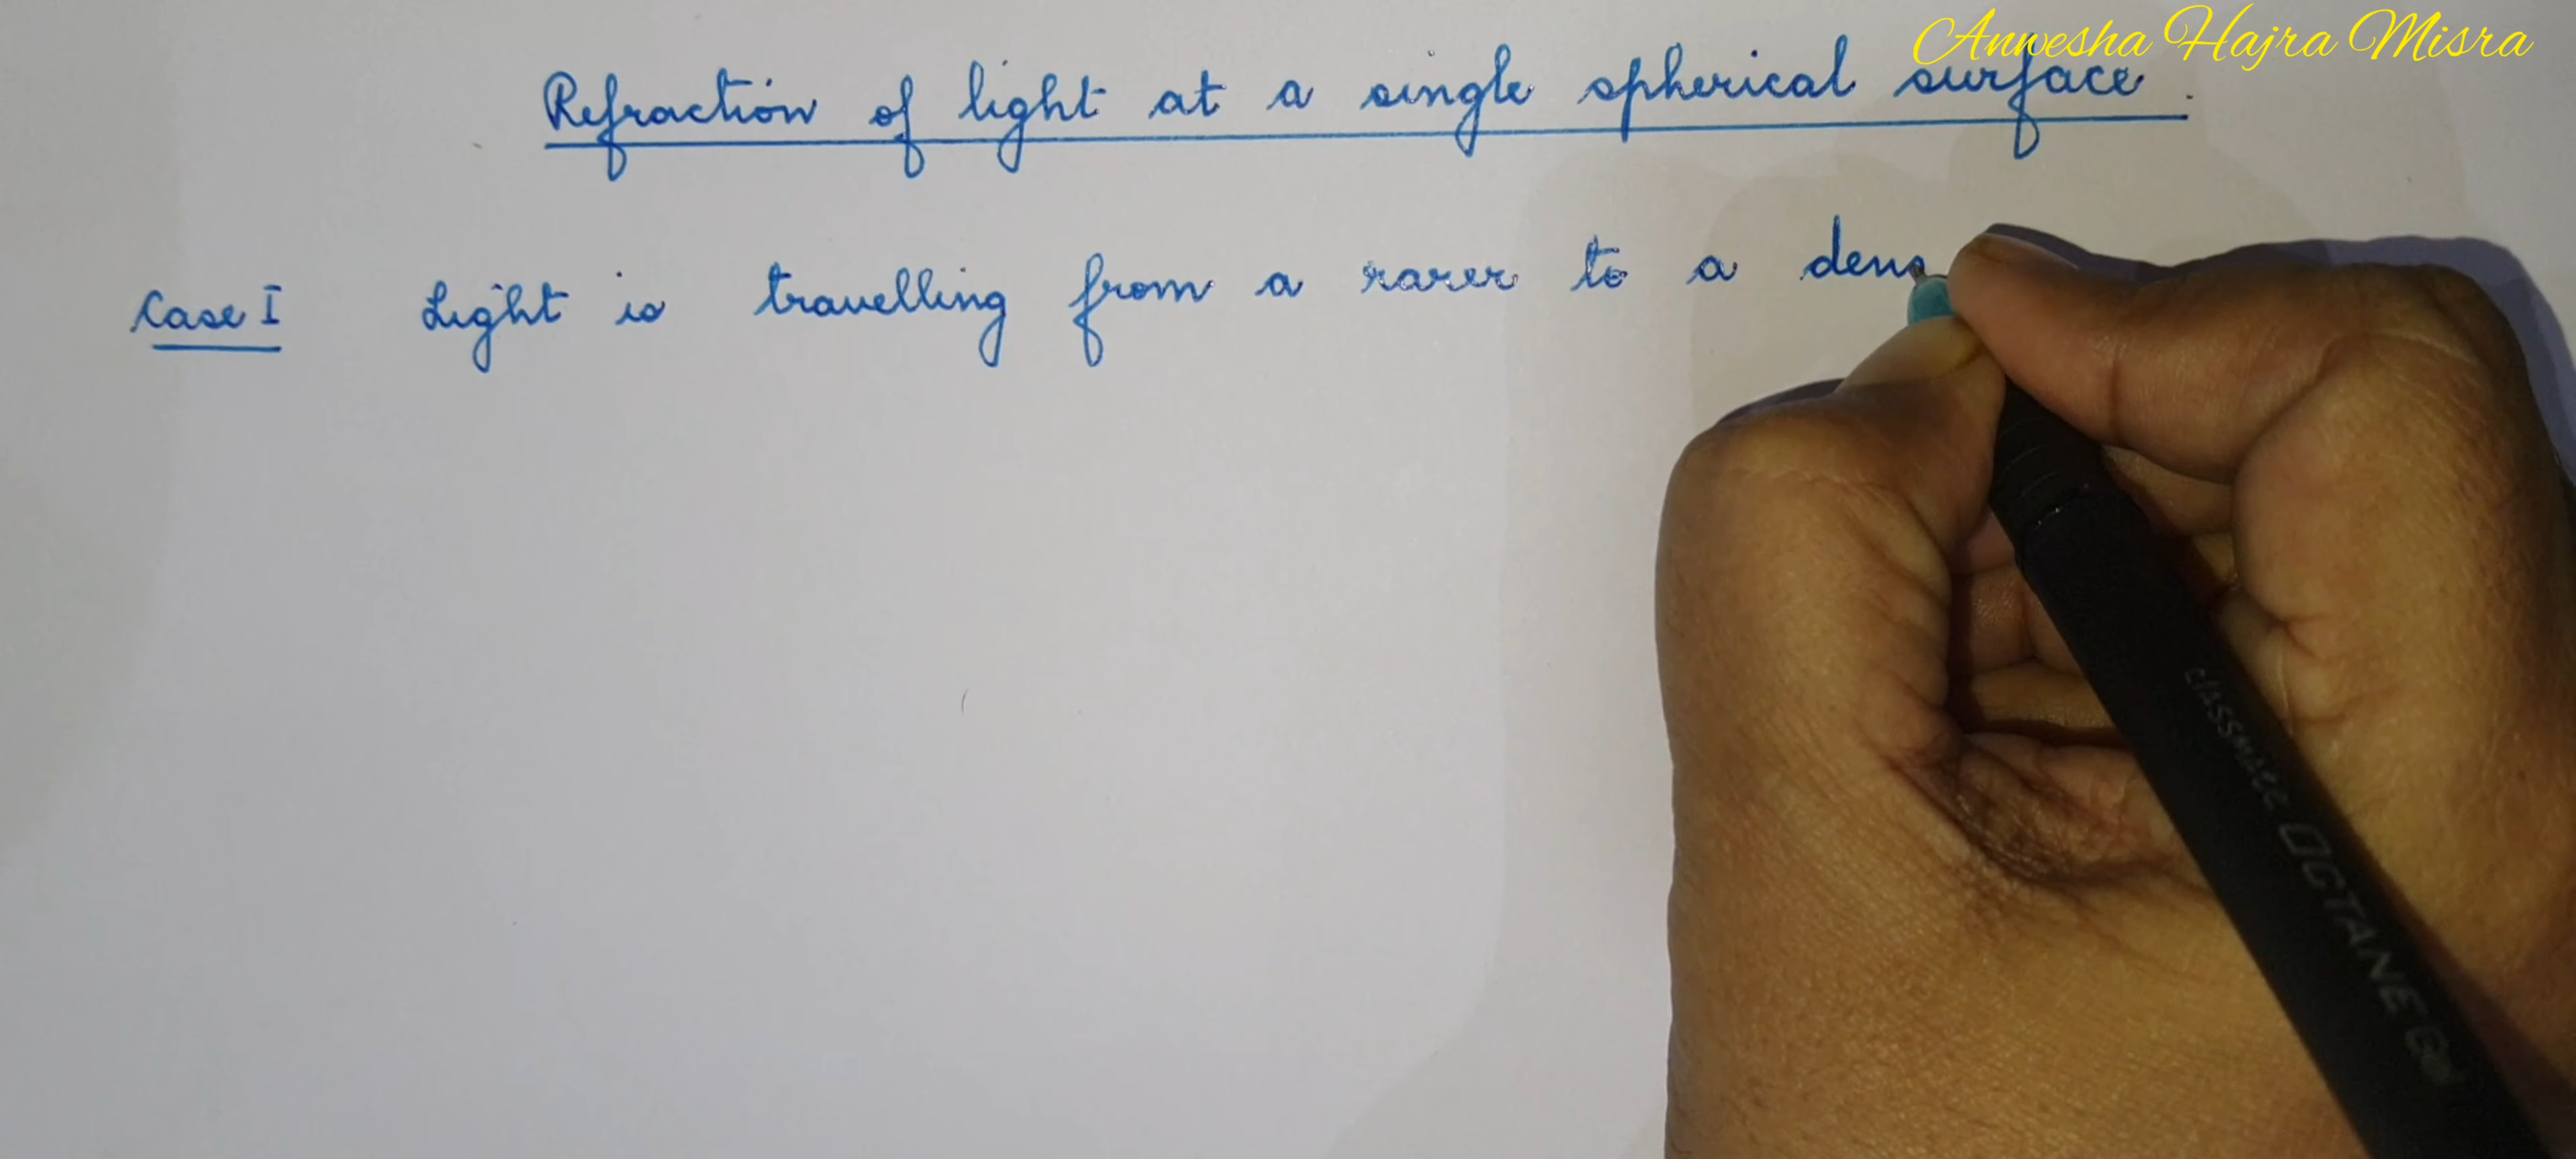 Anwesha Hajra Misra
Refraction of light at a single spherical surface.
Case I Light is travelling from a rarer to a dens
classmate OCTANE Gel